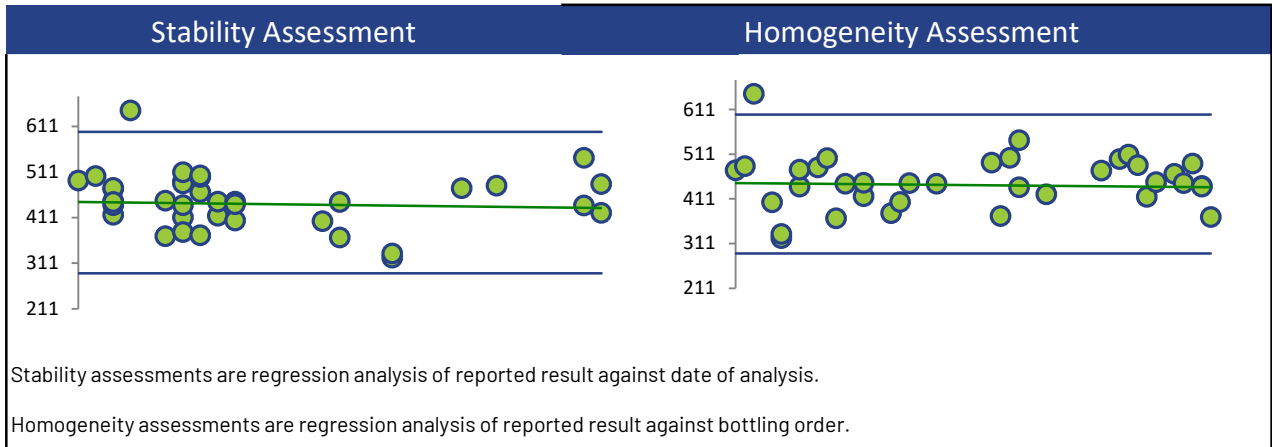 Stability Assessment
Homogeneity Assessment
611
511
411
311
211
611
511
411
311
211
Stability assessments are regression analysis of reported result against date of analysis.
Homogeneity assessments are regression analysis of reported result against bottling order.